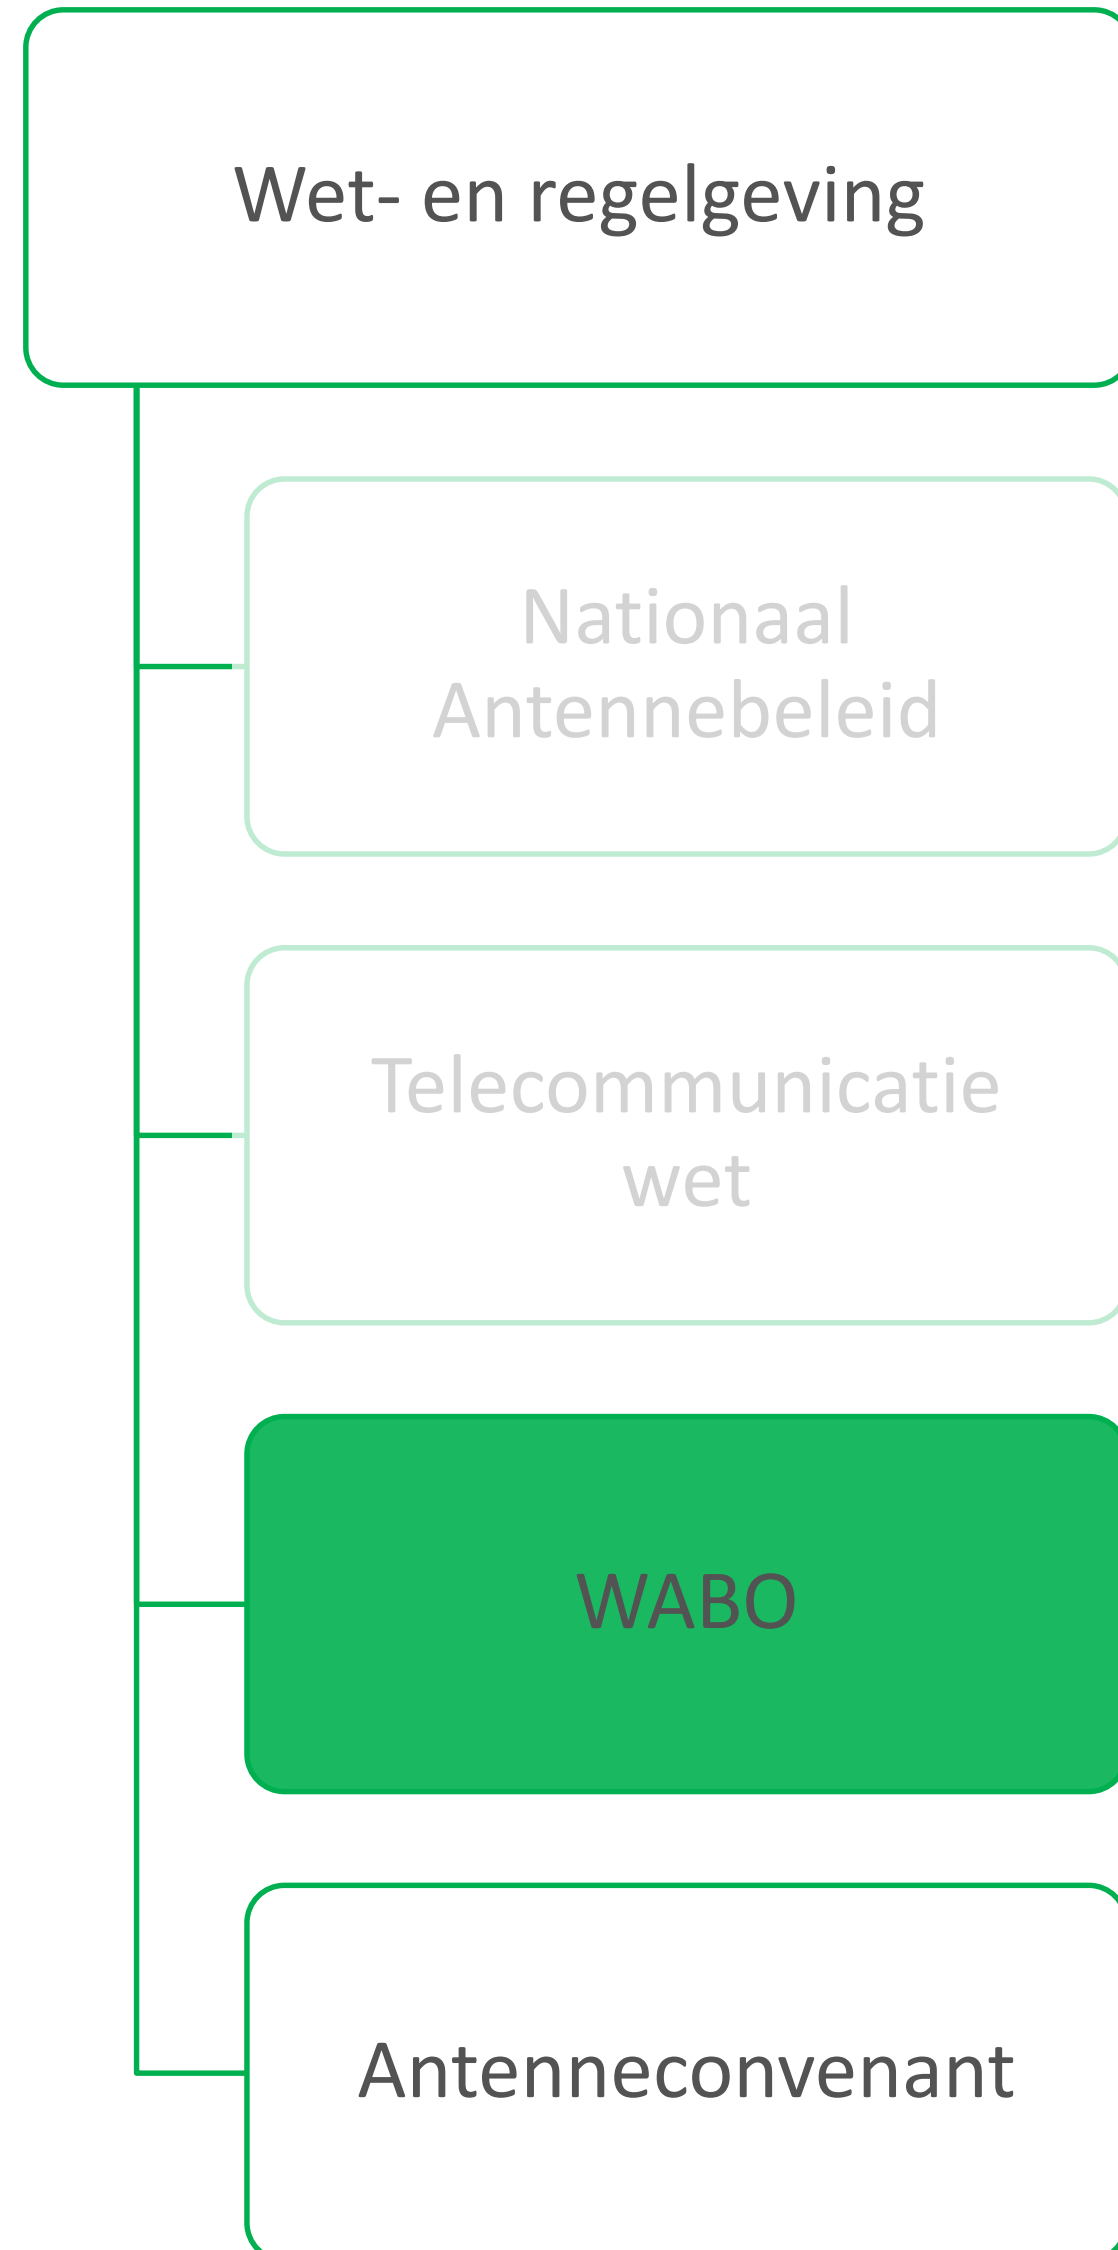 Wet- en regelgeving
Nationaal
Antennebeleid
Telecommunicatie
wet
WABO
Antenneconvenant